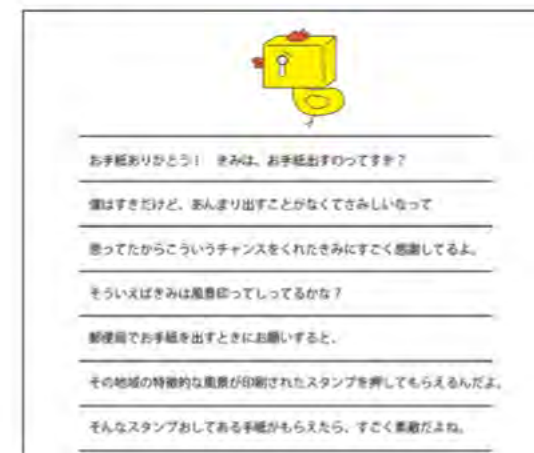 お手紙ありがとう！　きみは、お手紙出すのってすき？
僕はすきだけど、あんまり出すことがなくてさみしいなって
思ってたからこういうチャンスをくれたきみにすごく感謝してるよ。
そういえばきみは風景印ってしってるかな？
郵便局でお手紙を出すときにお願いすると、
その地域の特徴的な風景が印刷されたスタンプを押してもらえるんだよ。
そんなスタンプおしてある手紙がもらえたら、すごく素敵だよね。